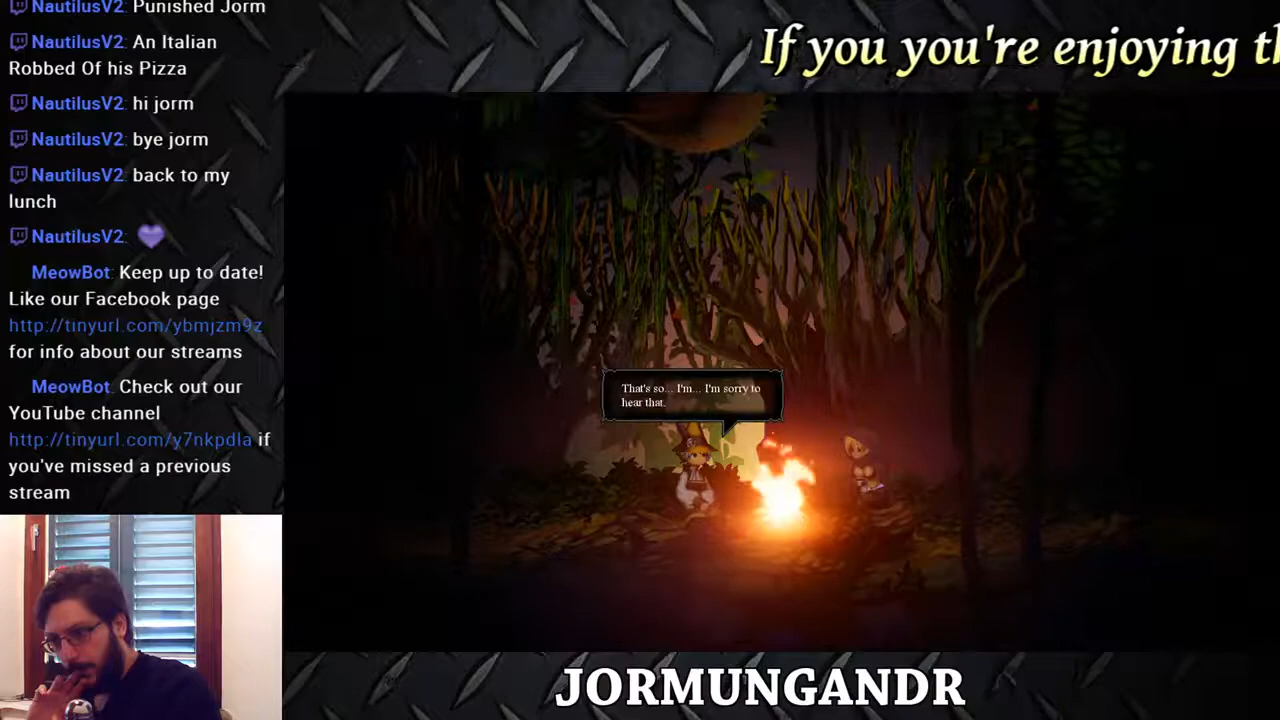 NautilusV2: Punished Jorm
NautilusV2: An Italian
Robbed Of his Pizza
NautilusV2: hi jorm
NautilusV2: bye jorm
NautilusV2: back to my
lunch
NautilusV2:
MeowBot: Keep up to date!
Like our Facebook page
http://tinyurl.com/ybmjzm9z
for info about our streams
MeowBot: Check out our
YouTube channel
http://tinyurl.com/y7nkpdla if
you've missed a previous
stream
If you you're enjoying th
That's so... I'm... I'm sorry to
hear that.
JORMUNGANDR